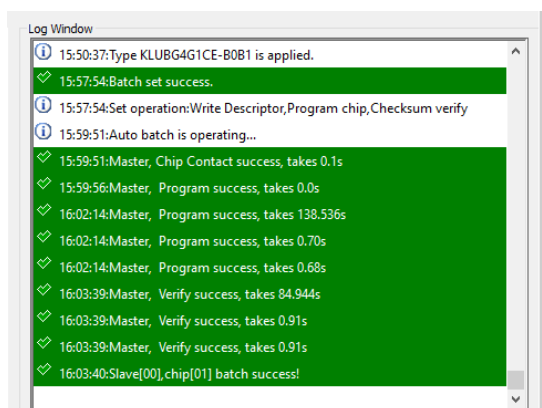 Log Window
15:50:37:Type KLUBG4G1CE-B0B1 is applied.
15:57:54:Batch set success.
15:57:54:Set operation:Write Descriptor,Program chip,Checksum verify
15:59:51:Auto batch is operating...
15:59:51:Master, Chip Contact success, takes 0.1s
15:59:56:Master,  Program success, takes 0.0s
16:02:14:Master,  Program success, takes 138.536s
16:02:14:Master,  Program success, takes 0.70s
16:02:14:Master,  Program success, takes 0.68s
16:03:39:Master,  Verify success, takes 84.944s
16:03:39:Master,  Verify success, takes 0.91s
16:03:39:Master,  Verify success, takes 0.91s
16:03:40:Slave[00],chip[01] batch success!